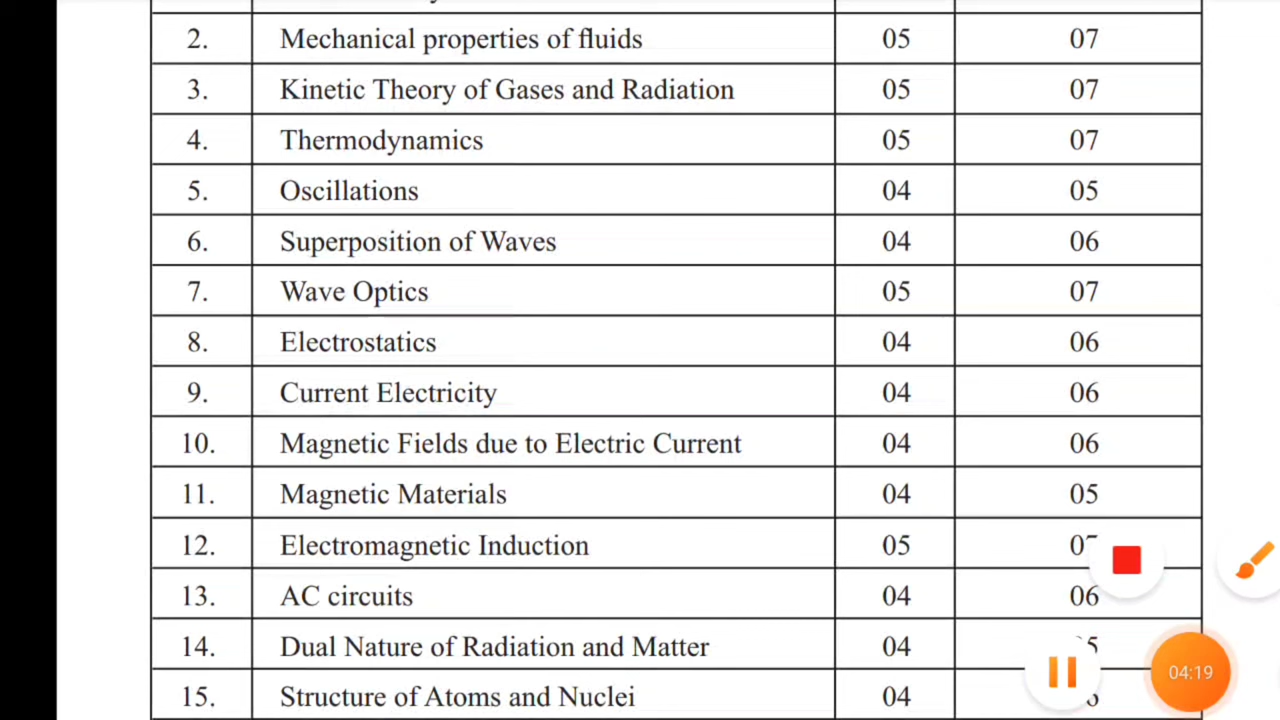 2. Mechanical properties of fluids 05 07
3. Kinetic Theory of Gases and Radiation 05 07
4. Thermodynamics 05 07
5. Oscillations 04 05
6. Superposition of Waves 04 06
7. Wave Optics 05 07
8. Electrostatics 04 06
9. Current Electricity 04 06
10. Magnetic Fields due to Electric Current 04 06
11. Magnetic Materials 04 05
12. Electromagnetic Induction 05
13. AC circuits 04 06
14. Dual Nature of Radiation and Matter 04
15. Structure of Atoms and Nuclei 04
04:19